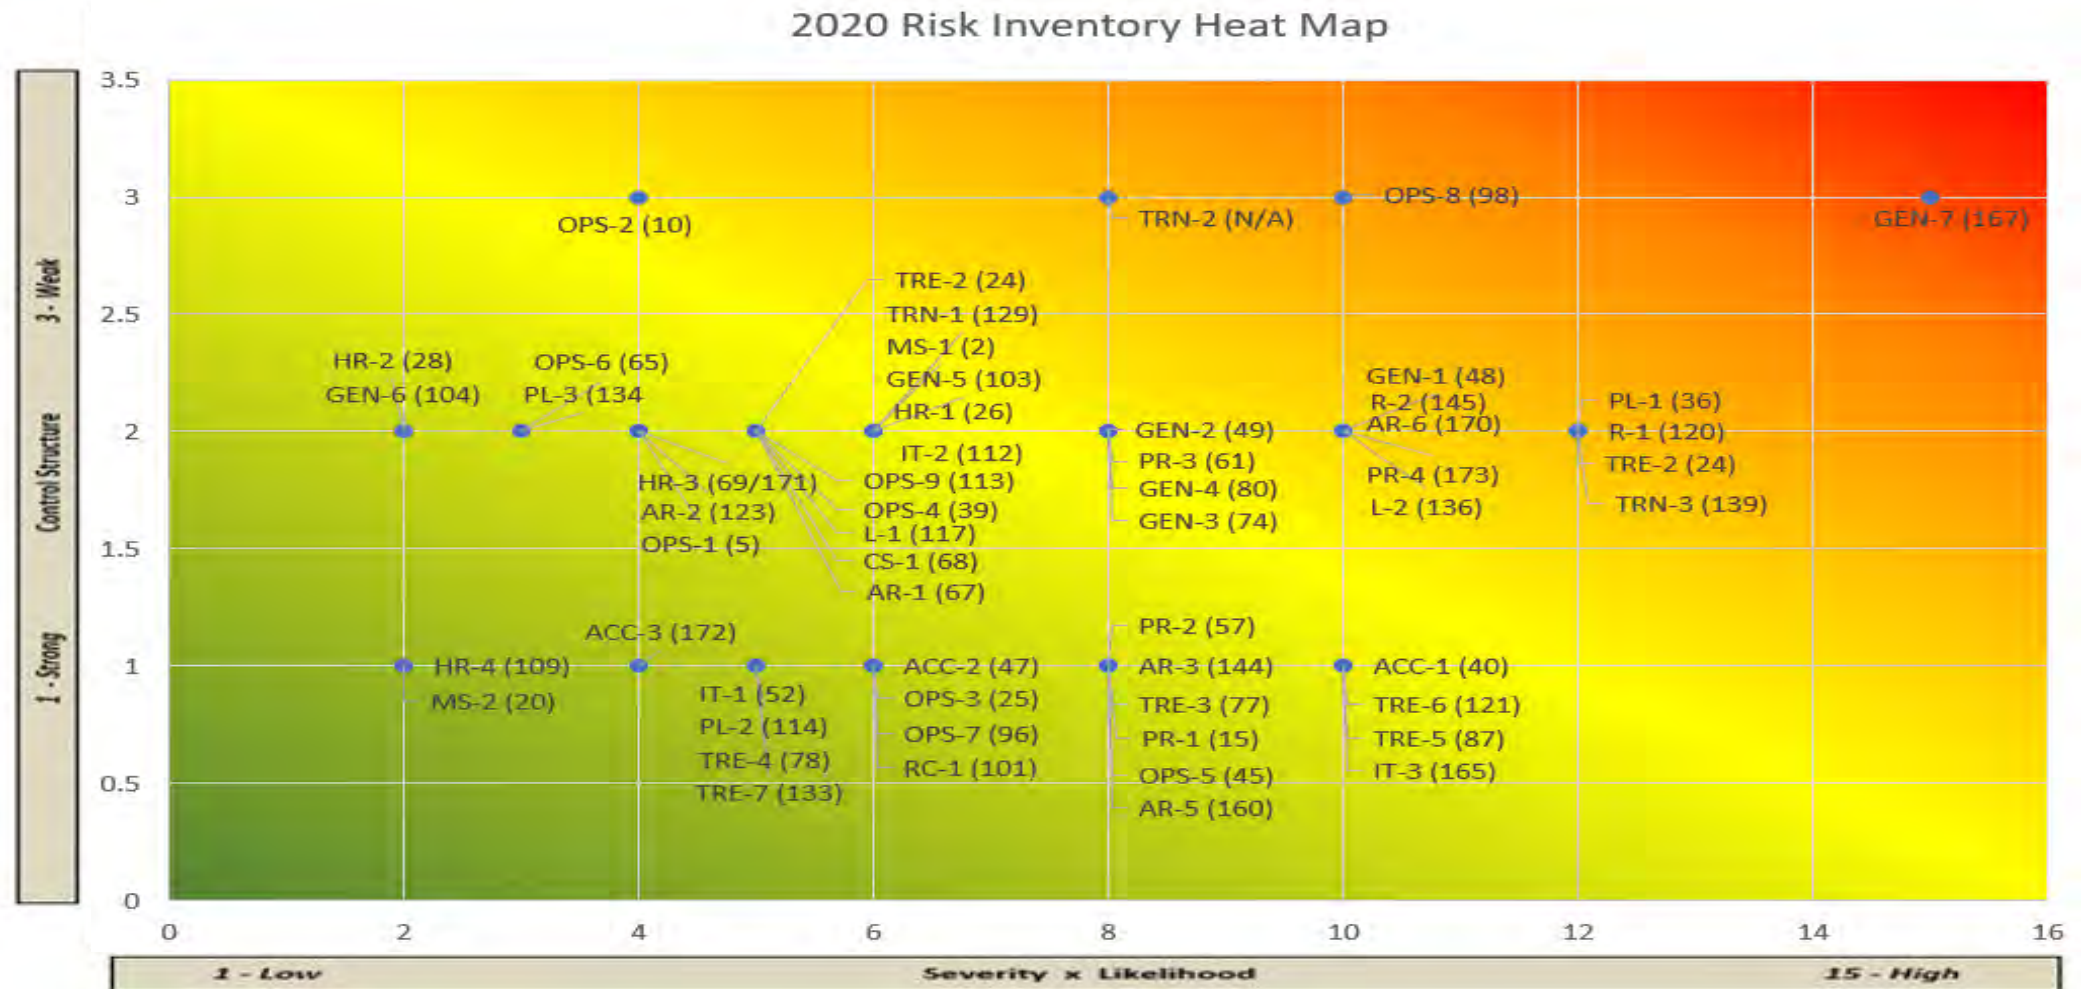 2020 Risk Inventory Heat Map
3.5
3
OPS-8 (98)
OPS-2 (10)
TRN-2 (N/A)
GEN-7 (167)
3 - Weak
TRE-2 (24)
2.5
TRN-1 (129)
MS-1 (2)
HR-2 (28)
OPS-6 (65)
GEN-5 (103)
GEN-1 (48)
GEN-6 (104)
PL-3 (134
HR-1 (26)
R-2 (145)
PL-1 (36)
AR-6 (170)
2
GEN-2 (49)
R-1 (120)
Control Structure
IT-2 (112)
PR-3 (61)
TRE-2 (24)
HR-3 (69/171)
OPS-9 (113)
GEN-4 (80)
PR-4 (173)
AR-2 (123)
OPS-4 (39)
GEN-3 (74)
L-2 (136)
TRN-3 (139)
OPS-1 (5)
L-1 (117)
1.5
CS-1 (68)
AR-1 (67)
ACC-3 (172)
PR-2 (57)
1 - Strong
1
HR-4 (109)
ACC-2 (47)
AR-3 (144)
ACC-1 (40)
MS-2 (20)
IT-1 (52)
OPS-3 (25)
TRE-3 (77)
TRE-6 (121)
PL-2 (114)
OPS-7 (96)
PR-1 (15)
TRE-5 (87)
TRE-4 (78)
RC-1 (101)
OPS-5 (45)
IT-3 (165)
0.5
TRE-7 (133)
AR-5 (160)
0
0 2 4 6 8 10 12 14 16
1 - Low Severity x Likelihood 15 - High